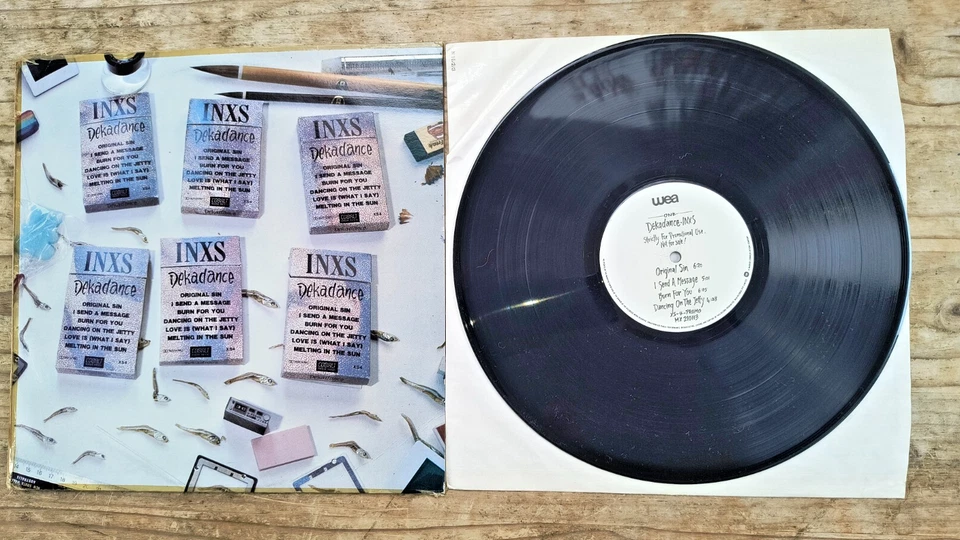 INXS
Dekadance
ORIGINAL SIN
I SEND A MESSAGE
BURN FOR YOU
DANCING ON THE JETTY
LOVE IS (WHAT I SAY)
MELTING IN THE SUN
INXS
Dekadance
ORIGINAL SIN
I SEND A MESSAGE
BURN FOR YOU
DANCING ON THE JETTY
LOVE IS (WHAT I SAY)
MELTING IN THE SUN
INXS
Dekadance
ORIGINAL SIN
I SEND A MESSAGE
BURN FOR YOU
DANCING ON THE JETTY
LOVE IS (WHAT I SAY)
MELTING IN THE SUN
INXS
Dekadance
ORIGINAL SIN
I SEND A MESSAGE
BURN FOR YOU
DANCING ON THE JETTY
LOVE IS (WHAT I SAY)
MELTING IN THE SUN
INXS
Dekadance
ORIGINAL SIN
I SEND A MESSAGE
BURN FOR YOU
DANCING ON THE JETTY
LOVE IS (WHAT I SAY)
MELTING IN THE SUN
INXS
Dekadance
ORIGINAL SIN
I SEND A MESSAGE
BURN FOR YOU
DANCING ON THE JETTY
LOVE IS (WHAT I SAY)
MELTING IN THE SUN
wea
Dekadance-INXS
Strictly For Promotional Use.
Not for sale!
Original Sin
I Send A Message
Burn For You
Dancing On The Jetty